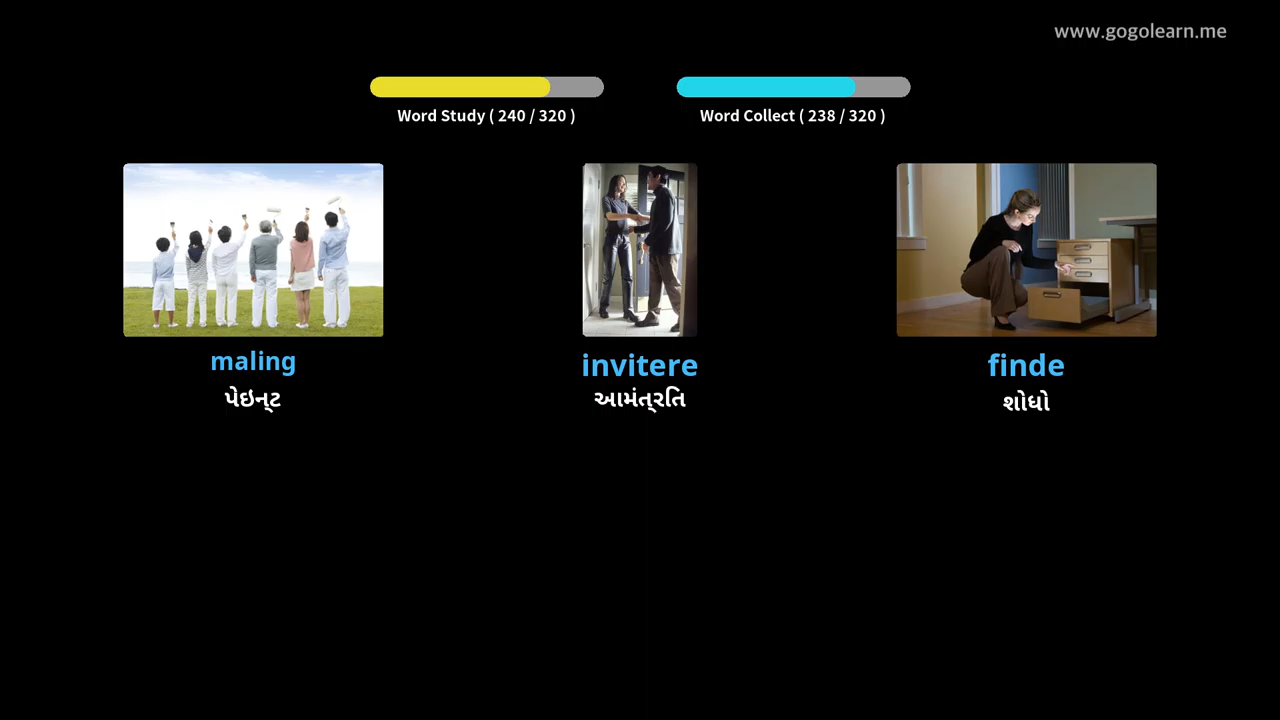 www.gogolearn.me
Word Study ( 240 / 320 )
Word Collect ( 238 / 320 )
maling
પેઇન્ટ
invitere
આમંત્રતિ
finde
શોધો